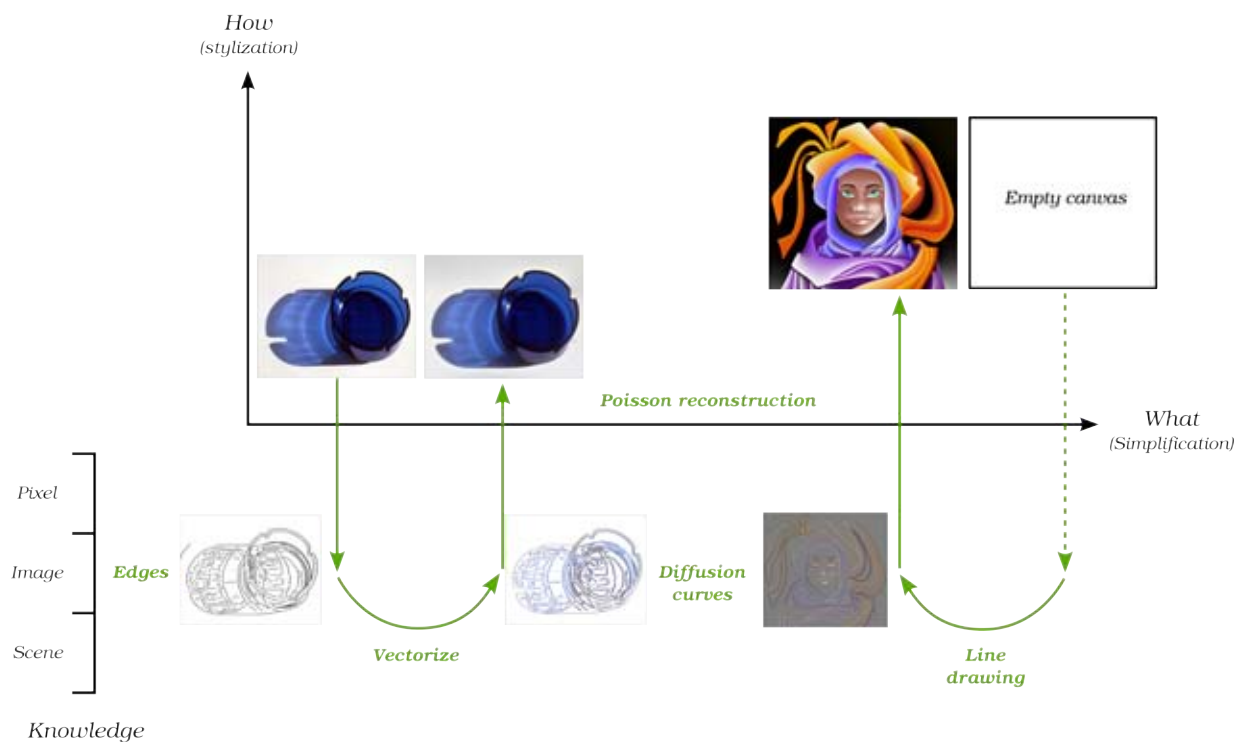 How
(stylization)
Empty canvas
Poisson reconstruction
What
(Simplification)
Pixel
Image
Scene
Knowledge
Edges
Vectorize
Diffusion
curves
Line
drawing